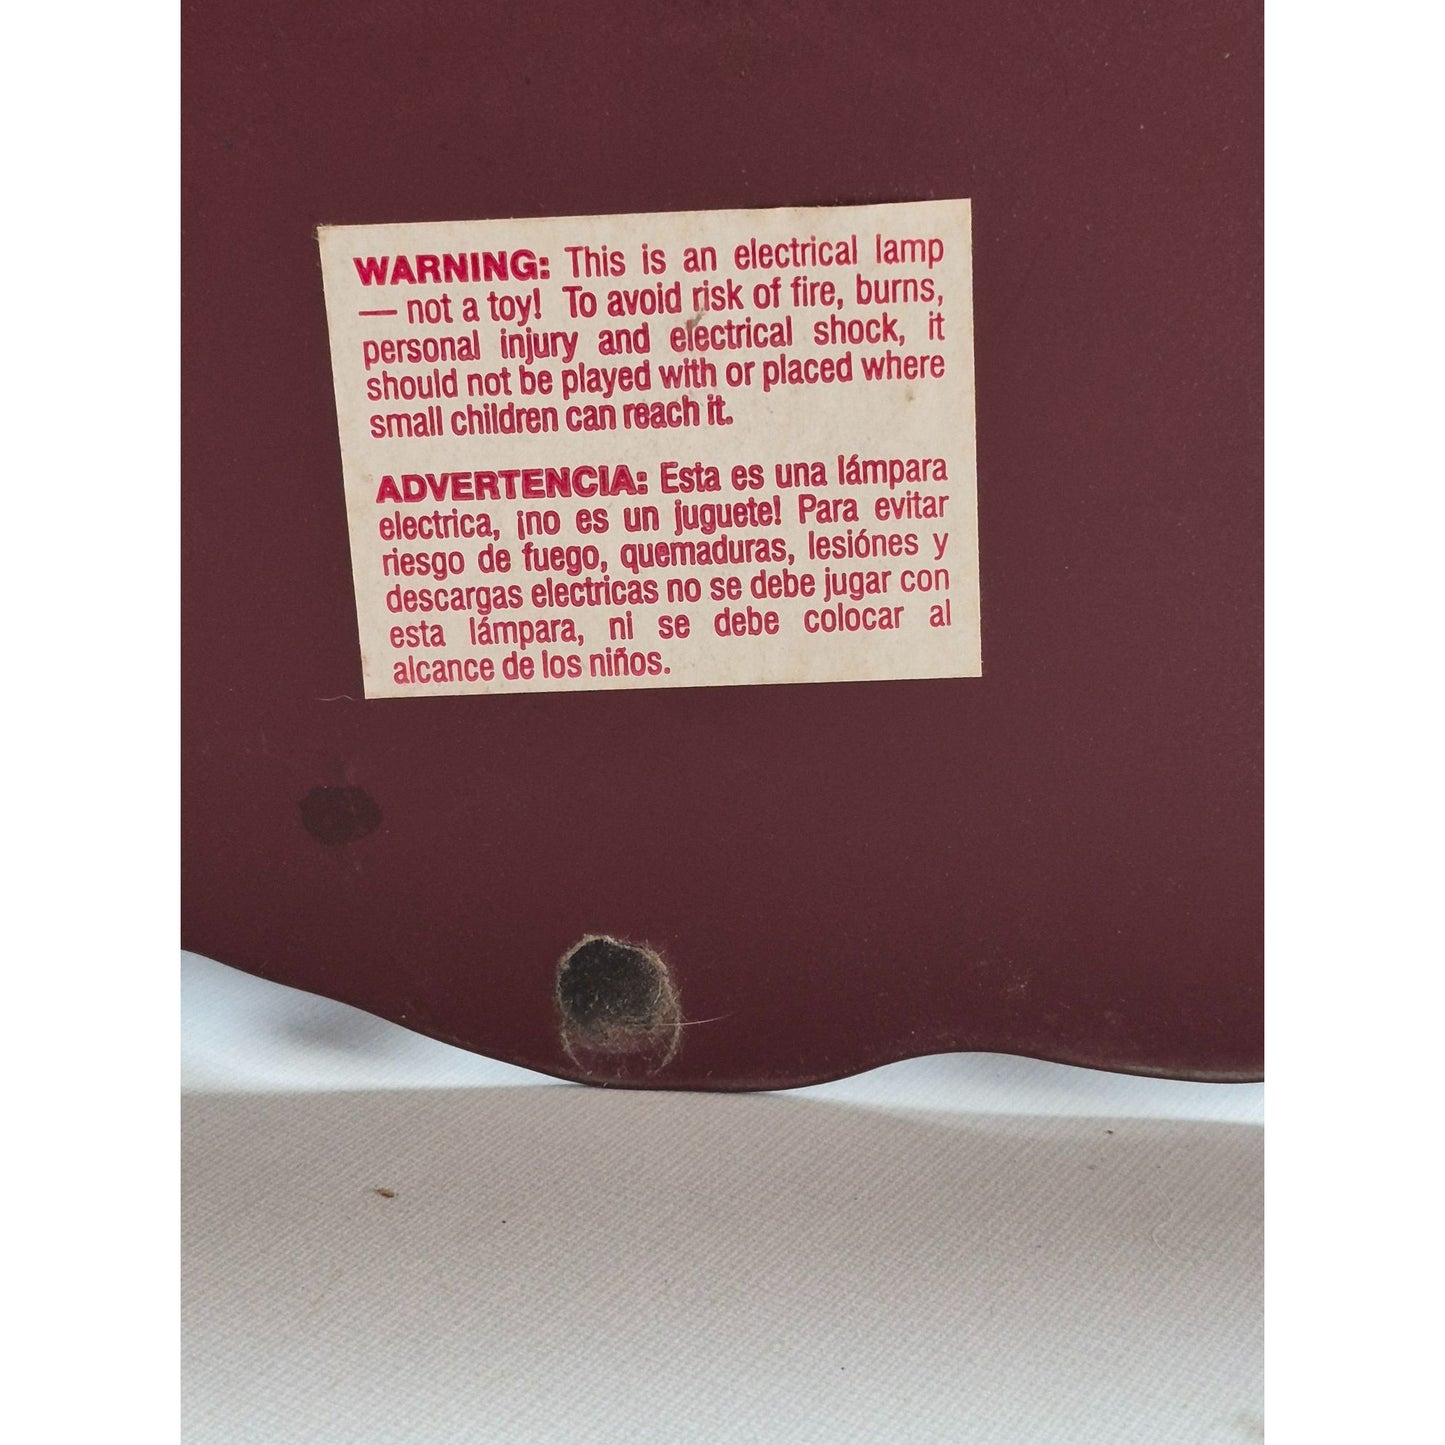 WARNING: This is an electrical lamp
— not a toy! To avoid risk of fire, burns,
personal injury and electrical shock, it
should not be played with or placed where
small children can reach it.
ADVERTENCIA: Esta es una lámpara
electrica, ¡no es un juguete! Para evitar
riesgo de fuego, quemaduras, lesiónes y
descargas electricas no se debe jugar con
esta lámpara, ni se debe colocar al
alcance de los niños.